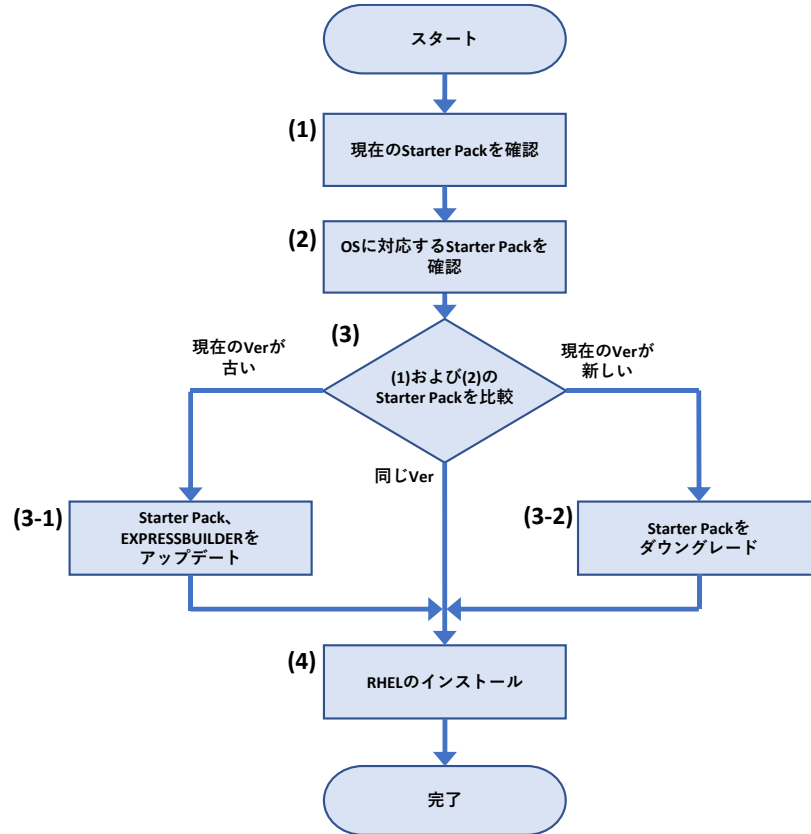 スタート
(1)
現在のStarter Packを確認
(2)
OSに対応するStarter Packを
確認
(3)
現在のVerが
古い
現在のVerが
新しい
(1)および(2)の
Starter Packを比較
同じVer
(3-1)
Starter Pack、
EXPRESSBUILDERを
アップデート
(3-2)
Starter Packを
ダウングレード
(4)
RHELのインストール
完了